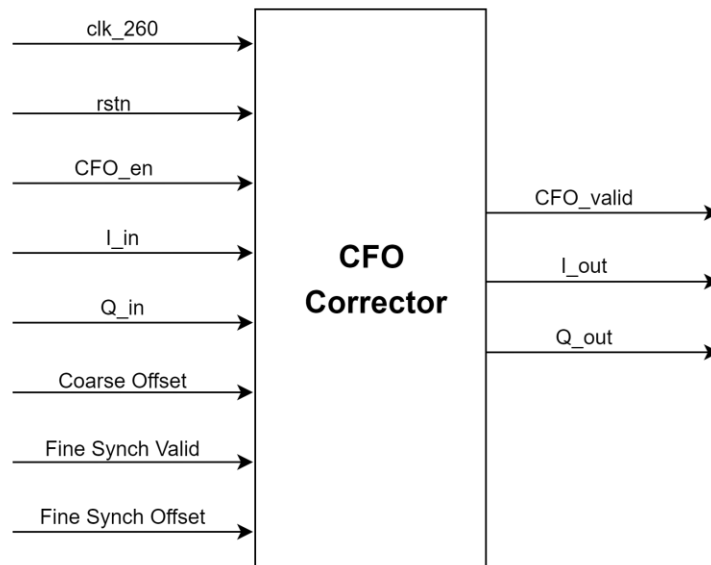 clk_260
rstn
CFO_en
I_in
Q_in
Coarse Offset
Fine Synch Valid
Fine Synch Offset
CFO
Corrector
CFO_valid
I_out
Q_out